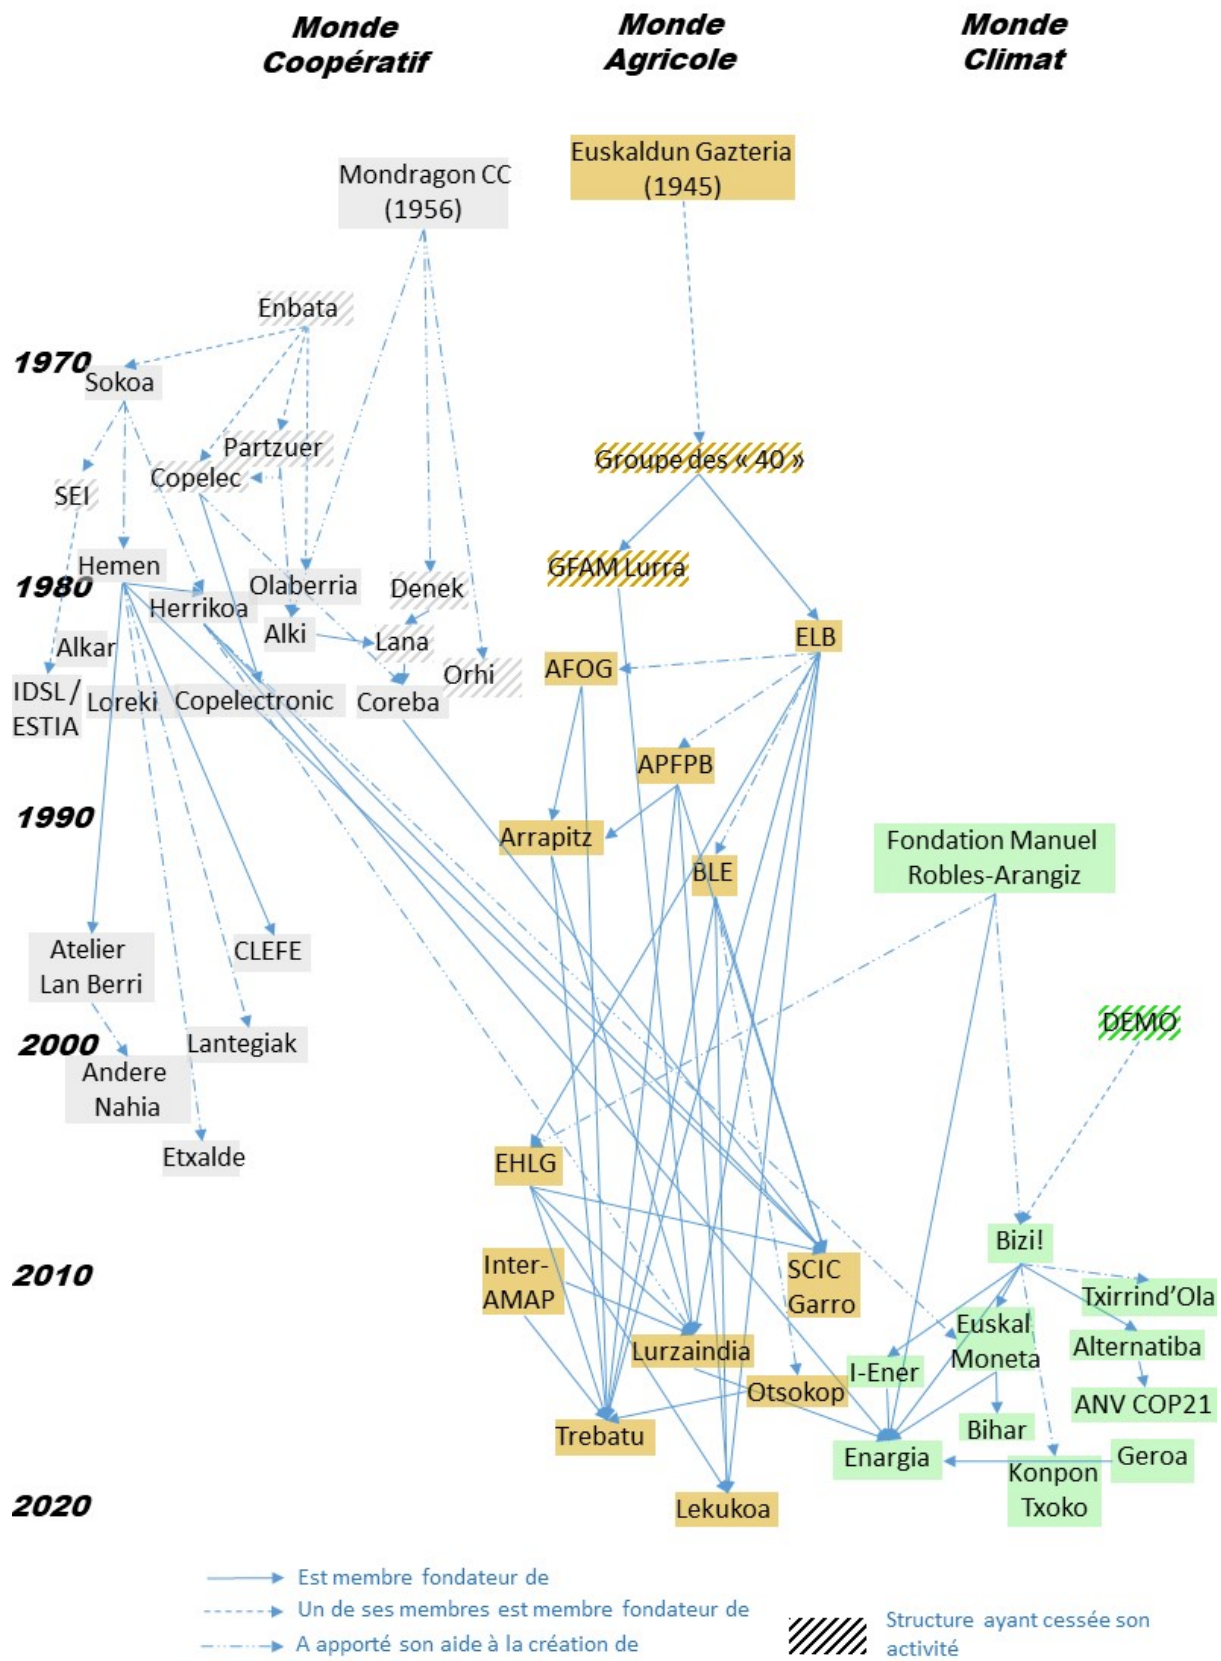 Monde
Coopératif
Monde
Agricole
Monde
Climat
Euskaldun Gazteria
(1945)
Mondragon CC
(1956)
Enbata
1970
Sokoa
Partzuer
Groupe des « 40 »
Copelec
SEI
Hemen
GFAM Lurra
1980
Olaberria
Denek
Herrikoa
Alki
Lana
ELB
Alkar
AFOG
Orhi
IDSL /
ESTIA
Loreki
Copelectronic
Coreba
APFPB
1990
Arrapitz
Fondation Manuel
Robles-Arangiz
BLE
Atelier
Lan Berri
CLEFE
DEMO
2000
Lantegiak
Andere
Nahia
Etxalde
EHLG
Bizi!
2010
Inter-
AMAP
SCIC
Garro
Txirrind'Ola
Euskal
Moneta
Lurzaindia
Alternatiba
I-Ener
Otsokop
ANV COP21
Trebatu
Bihar
Enargia
Geroa
Konpon
Txoko
2020
Lekukoa
Est membre fondateur de
Un de ses membres est membre fondateur de
A apporté son aide à la création de
Structure ayant cessée son
activité